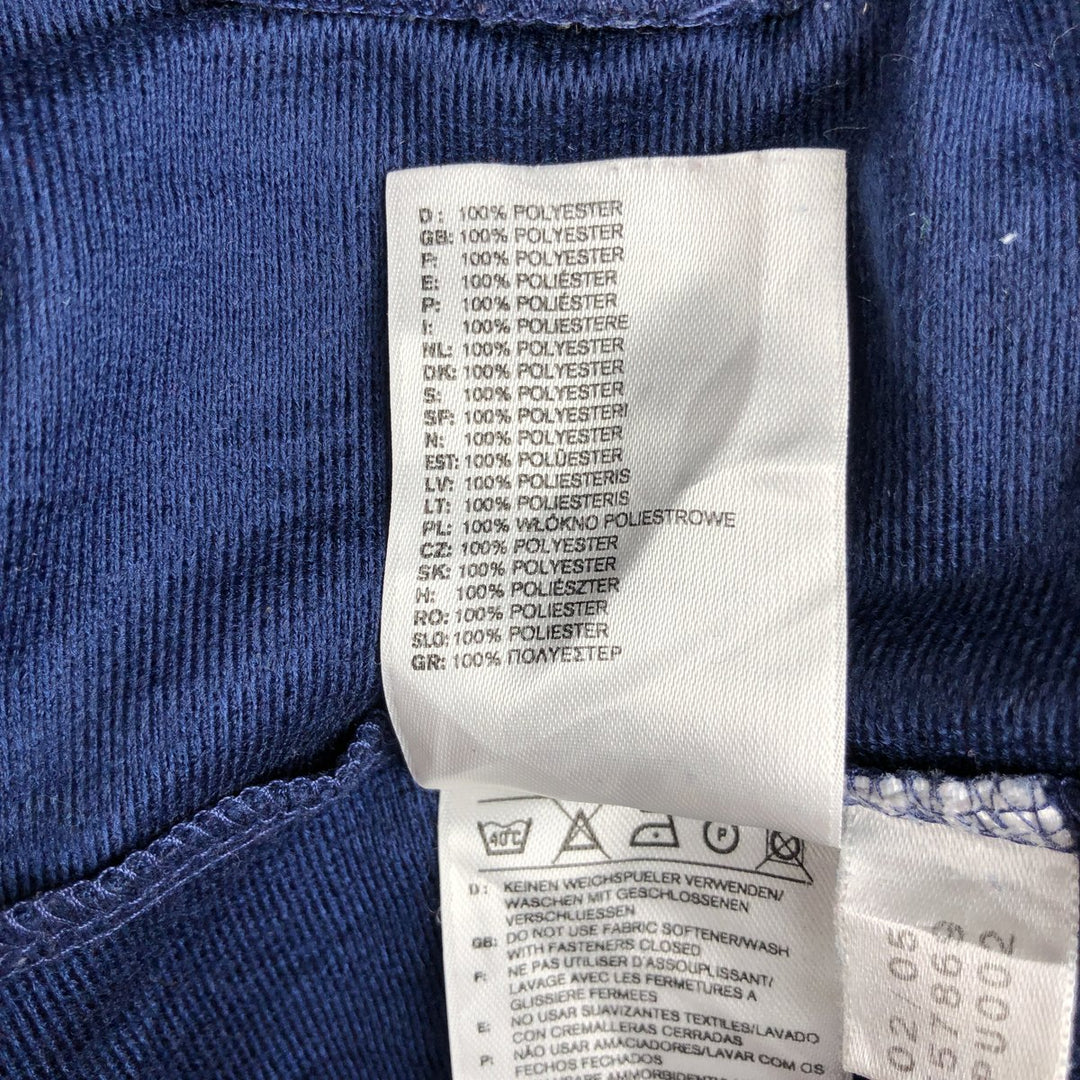 D: 100% POLYESTER
GB: 100% POLYESTER
F: 100% POLYESTER
E: 100% POLIÉSTER
P: 100% POLIÉSTER
I: 100% POLIESTERE
NL: 100% POLYESTER
DK: 100% POLYESTER
S: 100% POLYESTER
SF: 100% POLYESTERI
N: 100% POLYESTER
EST: 100% POLÜESTER
LV: 100% POLIESTERIS
LT: 100% POLIESTERIS
PL: 100% WŁÓKNO POLIESTROWE
CZ: 100% POLYESTER
SK: 100% POLYESTER
H: 100% POLIÉSZTER
RO: 100% POLIESTER
SLO: 100% POLIESTER
GR: 100% ΠΟΛΥΕΣΤΕΡ
40°C
P
D: KEINEN WEICHSPUELER VERWENDEN/
WASCHEN MIT GESCHLOSSENEN
VERSCHLUESSEN
GB: DO NOT USE FABRIC SOFTENER/WASH
WITH FASTENERS CLOSED
F: NE PAS UTILISER D'ASSOUPLISSANT/
LAVAGE AVEC LES FERMETURES A
GLISSIERE FERMEES
E: NO USAR SUAVIZANTES TEXTILES/LAVADO
CON CREMALLERAS CERRADAS
P: NÃO USAR AMACIADORES/LAVAR COM OS
FECHOS FECHADOS
02/05
57869
PU002